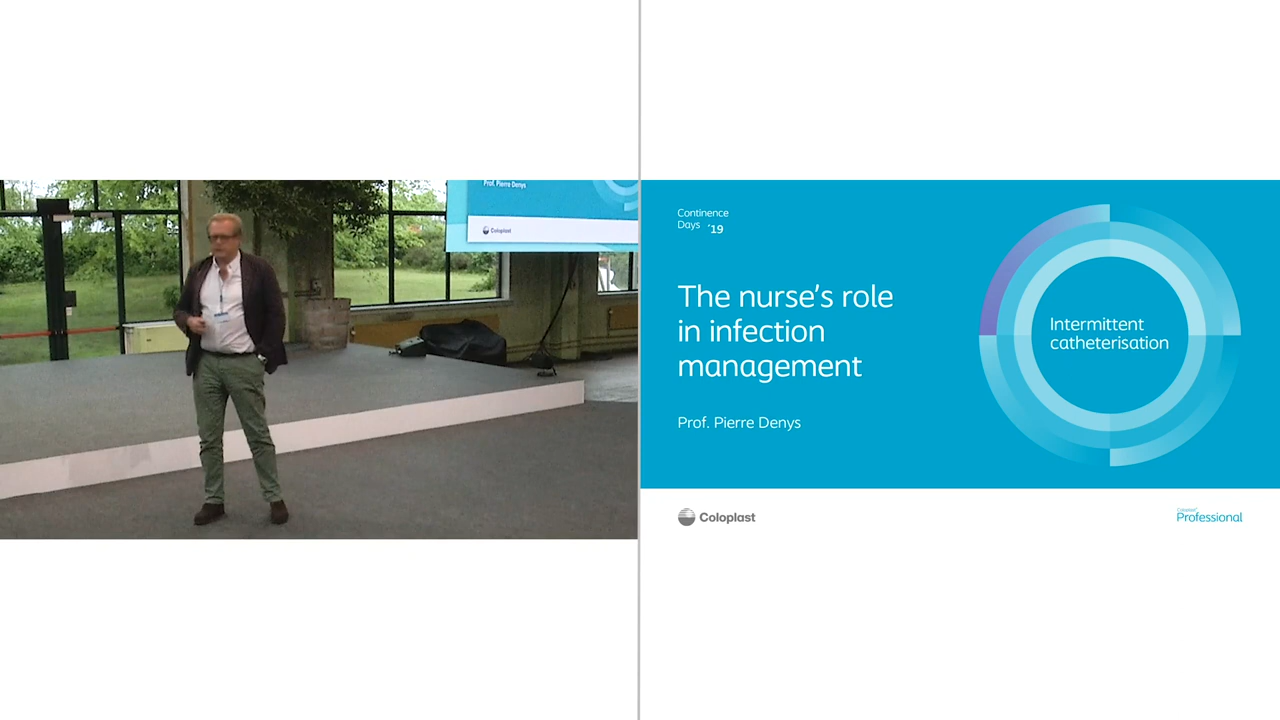 Prof. Pierre Denys
Coloplast
Continence
Days ´19
The nurse's role
in infection
management
Prof. Pierre Denys
Intermittent
catheterisation
Coloplast
Coloplast
Professional